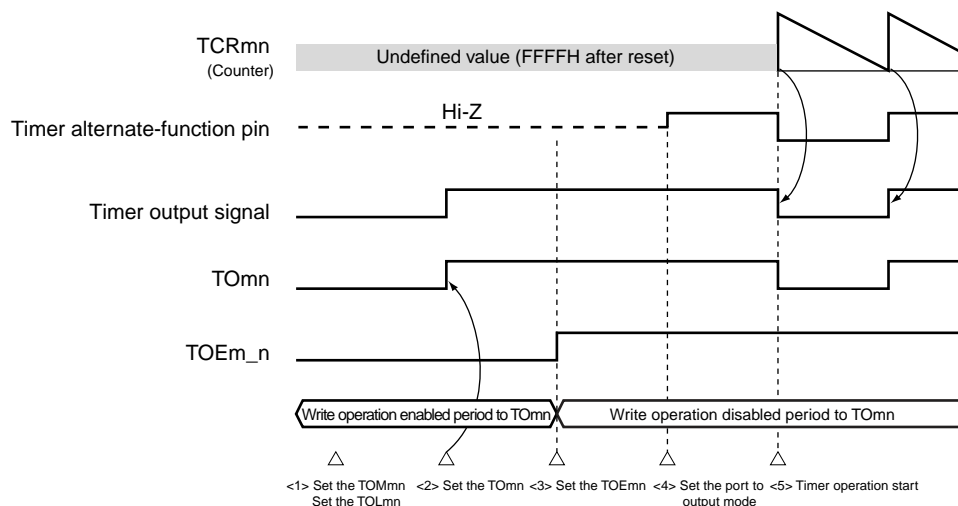 TCRmn
(Counter)
Undefined value (FFFFH after reset)
Hi-Z
Timer alternate-function pin
Timer output signal
TOmn
TOEm_n
Write operation enabled period to TOmn
Write operation disabled period to TOmn
<1> Set the TOMmn
Set the TOLmn
<2> Set the TOmn
<3> Set the TOEmn
<4> Set the port to
output mode
<5> Timer operation start